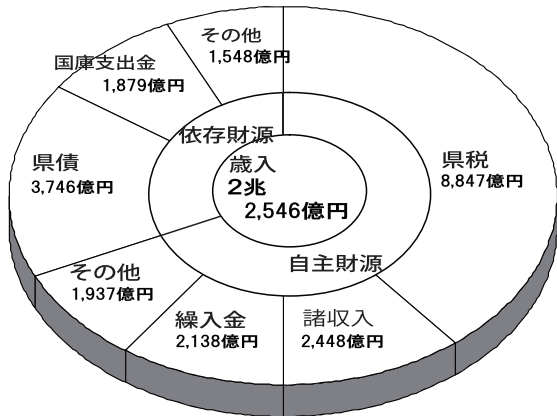 その他
1,548億円
国庫支出金
1,879億円
依存財源
県債
3,746億円
歳入
2兆
2,546億円
県税
8,847億円
自主財源
その他
1,937億円
繰入金
2,138億円
諸収入
2,448億円